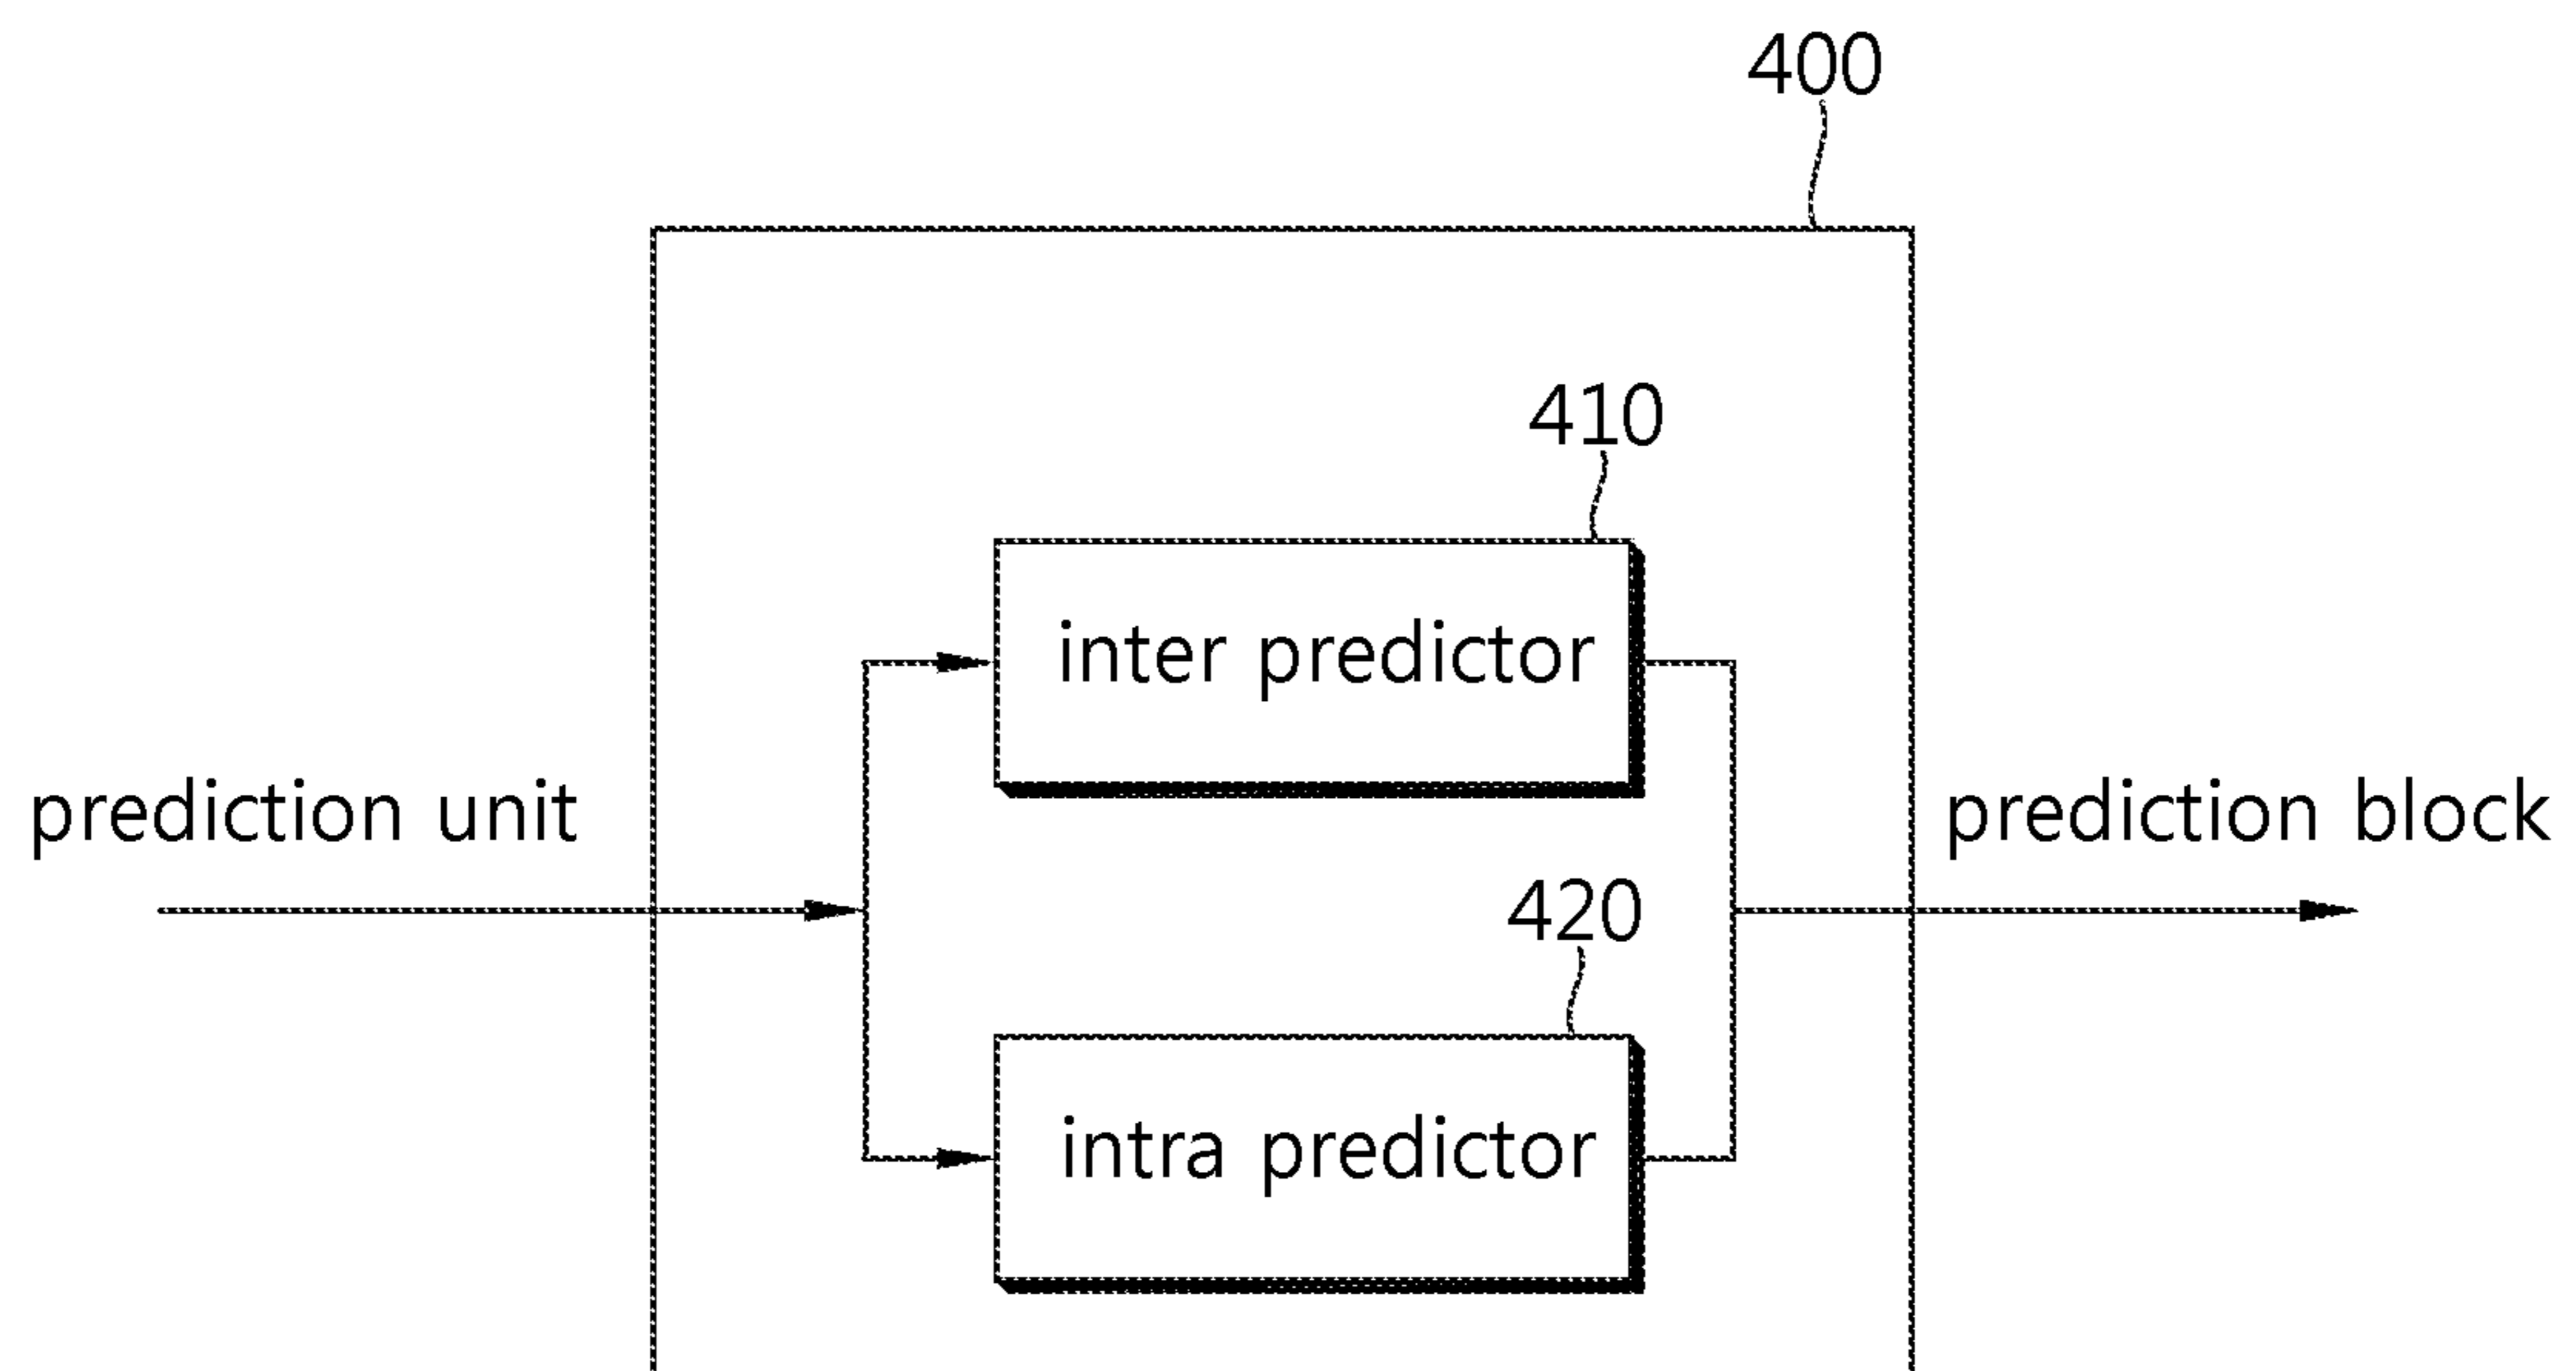 400
410
inter predictor
prediction unit
prediction block
420
intra predictor